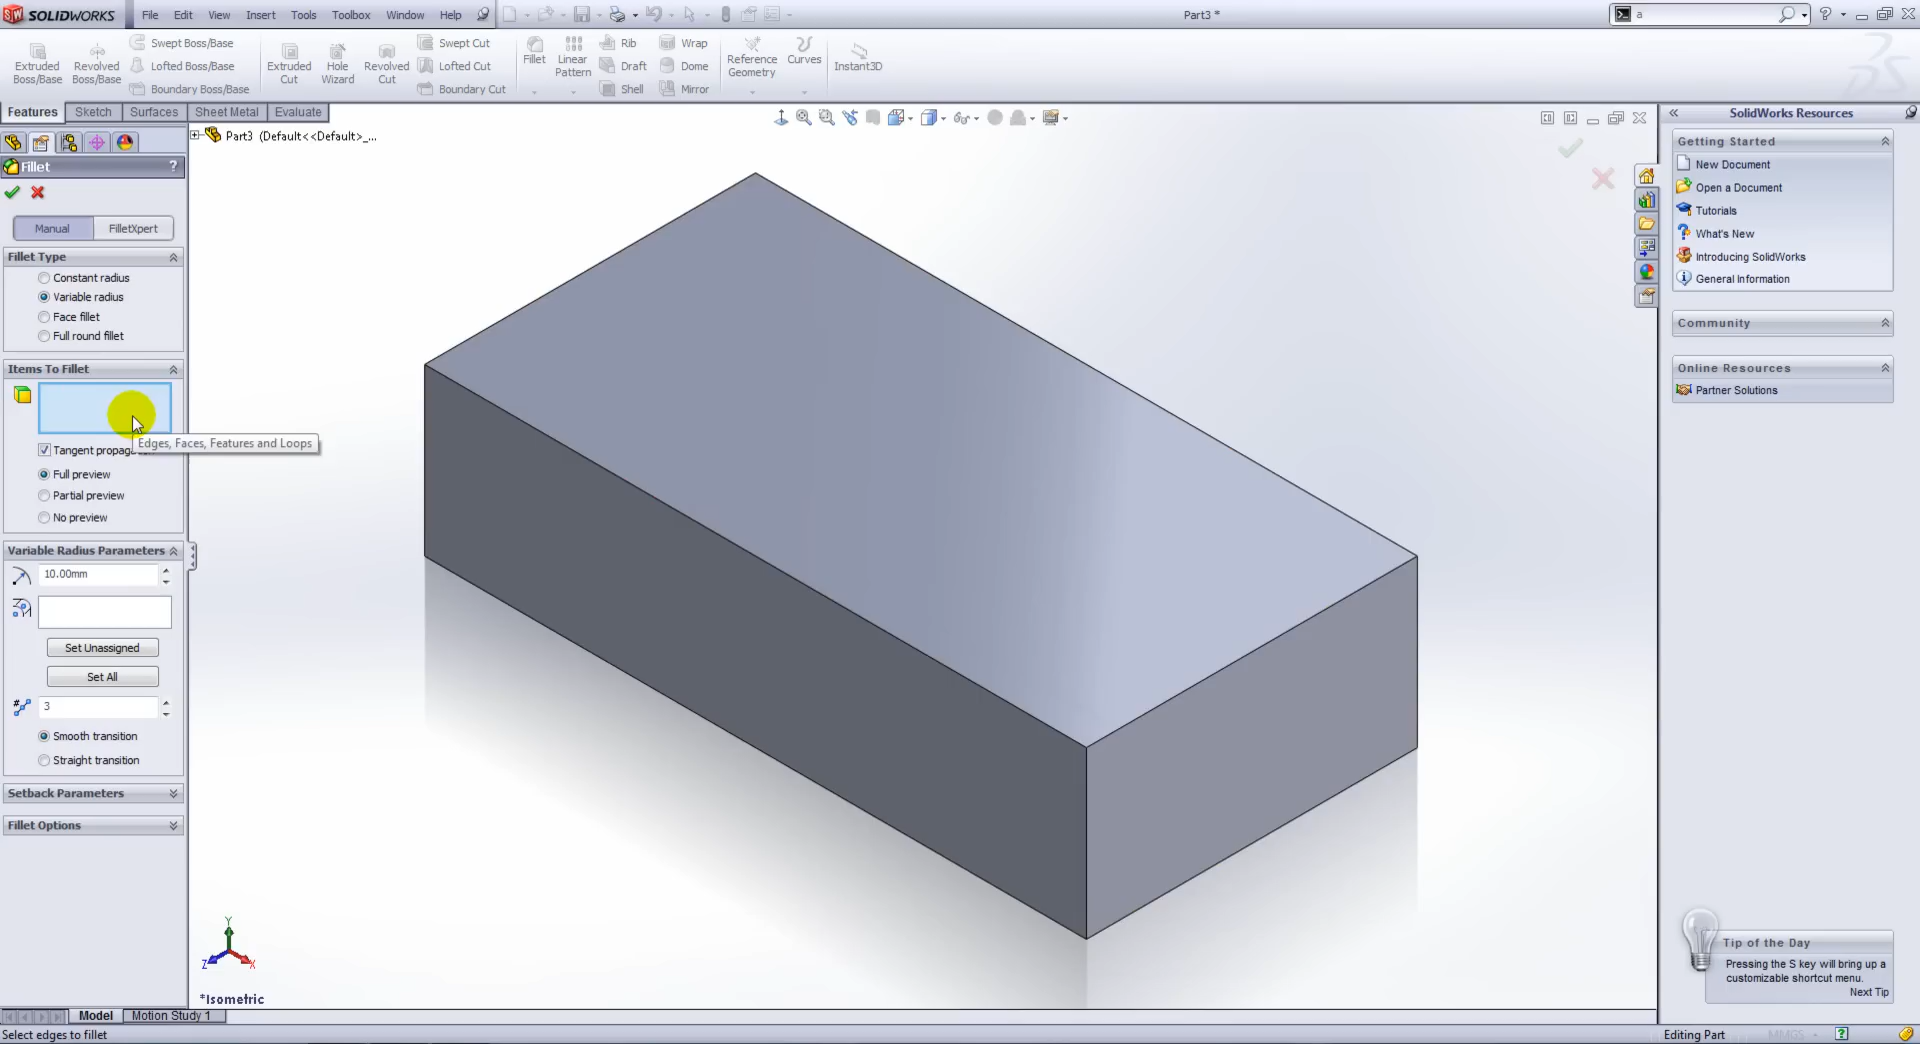 SOLIDWORKS File Edit View Insert Tools Toolbox Window Help Part3 * a
Extruded Boss/Base
Revolved Boss/Base
Swept Boss/Base
Lofted Boss/Base
Boundary Boss/Base
Extruded Cut
Hole Wizard
Revolved Cut
Swept Cut
Lofted Cut
Boundary Cut
Fillet
Linear Pattern
Rib
Draft
Shell
Wrap
Dome
Mirror
Reference Geometry
Curves
Instant3D
Features Sketch Surfaces Sheet Metal Evaluate
Part3 (Default<<Default>_...
Fillet ?
Manual FilletXpert
Fillet Type
Constant radius
Variable radius
Face fillet
Full round fillet
Items To Fillet
Edges, Faces, Features and Loops
Tangent propaga
Full preview
Partial preview
No preview
Variable Radius Parameters
10.00mm
Set Unassigned
Set All
3
Smooth transition
Straight transition
Setback Parameters
Fillet Options
Y
Z X
*Isometric
Model Motion Study 1
Select edges to fillet
Editing Part MMGS
SolidWorks Resources
Getting Started
New Document
Open a Document
Tutorials
What's New
Introducing SolidWorks
General Information
Community
Online Resources
Partner Solutions
Tip of the Day
Pressing the S key will bring up a
customizable shortcut menu.
Next Tip